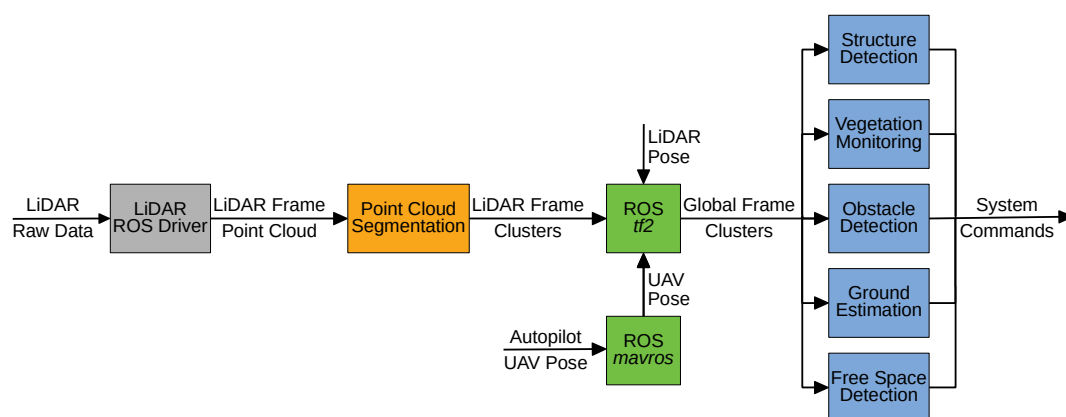 Structure
Detection
Vegetation
Monitoring
LiDAR
Pose
LiDAR
Raw Data
LiDAR
ROS Driver
LiDAR Frame
Point Cloud
Point Cloud
Segmentation
LiDAR Frame
Clusters
ROS
tf2
Global Frame
Clusters
Obstacle
Detection
System
Commands
UAV
Pose
Ground
Estimation
Autopilot
UAV Pose
ROS
mavros
Free Space
Detection